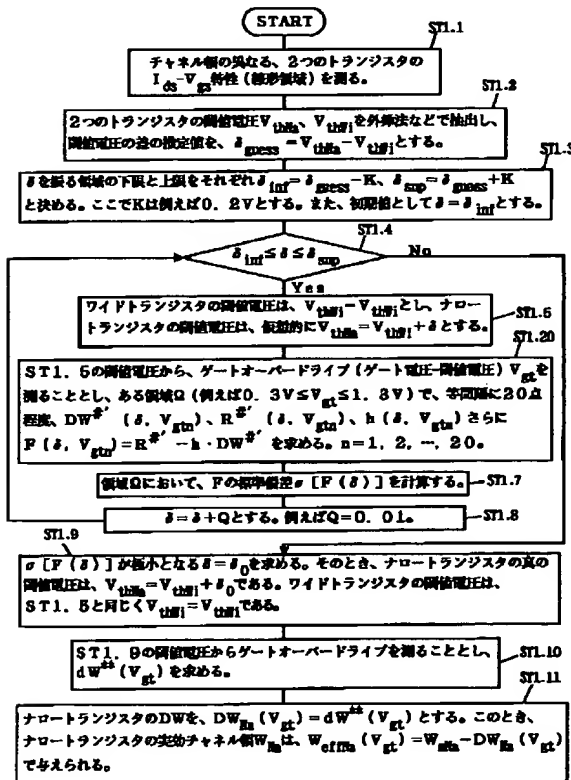 START
ST1.1
チャネル幅の異なる、2つのトランジスタの
Ids-Vgs特性(線形領域)を測る。
ST1.2
2つのトランジスタの閾値電圧VthNa、VthWiを外挿法などで抽出し、
閾値電圧の差の推定値を、δguess=VthNa-VthWiとする。
ST1.3
δを振る領域の下限と上限をそれぞれδinf=δguess-K、δsup=δguess+K
と決める。ここでKは例えば0.2Vとする。また、初期値としてδ=δinfとする。
ST1.4
δinf≦δ≦δsup
No
Yes
ワイドトランジスタの閾値電圧は、VthWi=VthWiとし、ナロー
トランジスタの閾値電圧は、仮想的にVthNa=VthWi+δとする。
ST1.5
ST1.20
ST1.5の閾値電圧から、ゲートオーバードライブ(ゲート電圧-閾値電圧)Vgtを
測ることとし、ある領域Ω(例えば0.3V≦Vgt≦1.3V)で、等間隔に20点
程度、DW#'(δ,Vgtn)、R#'(δ,Vgtn)、h(δ,Vgtn)さらに
F(δ,Vgtn)=R#'-h・DW#'を求める。n=1,2,…,20。
領域Ωにおいて、Fの標準偏差σ[F(δ)]を計算する。
ST1.7
δ=δ+Qとする。例えばQ=0.01。
ST1.8
ST1.9
σ[F(δ)]が極小となるδ=δ0を求める。そのとき、ナロートランジスタの真の
閾値電圧は、VthNa=VthWi+δ0である。ワイドトランジスタの閾値電圧は、
ST1.5と同じくVthWi=VthWiである。
ST1.9の閾値電圧からゲートオーバードライブを測ることとし、
dW**(Vgt)を求める。
ST1.10
ST1.11
ナロートランジスタのDWを、DWNa(Vgt)=dW**(Vgt)とする。このとき、
ナロートランジスタの実効チャネル幅WNaは、WeffNa(Vgt)=WmNa-DWNa(Vgt)
で与えられる。